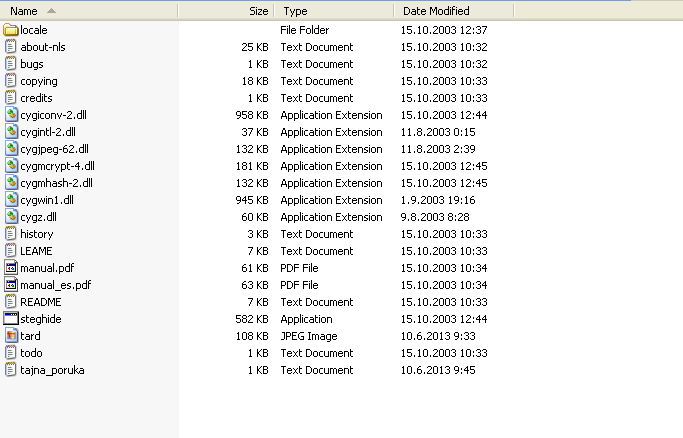 Name Size Type Date Modified
locale File Folder 15.10.2003 12:37
about-nls 25 KB Text Document 15.10.2003 10:32
bugs 1 KB Text Document 15.10.2003 10:32
copying 18 KB Text Document 15.10.2003 10:33
credits 1 KB Text Document 15.10.2003 10:33
cygiconv-2.dll 958 KB Application Extension 15.10.2003 12:44
cygintl-2.dll 37 KB Application Extension 11.8.2003 0:15
cygjpeg-62.dll 132 KB Application Extension 11.8.2003 2:39
cygmcrypt-4.dll 181 KB Application Extension 15.10.2003 12:45
cygmhash-2.dll 132 KB Application Extension 15.10.2003 12:45
cygwin1.dll 945 KB Application Extension 1.9.2003 19:16
cygz.dll 60 KB Application Extension 9.8.2003 8:28
history 3 KB Text Document 15.10.2003 10:33
LEAME 7 KB Text Document 15.10.2003 10:33
manual.pdf 61 KB PDF File 15.10.2003 10:34
manual_es.pdf 63 KB PDF File 15.10.2003 10:34
README 7 KB Text Document 15.10.2003 10:33
steghide 582 KB Application 15.10.2003 12:44
tard 108 KB JPEG Image 10.6.2013 9:33
todo 1 KB Text Document 15.10.2003 10:33
tajna_poruka 1 KB Text Document 10.6.2013 9:45